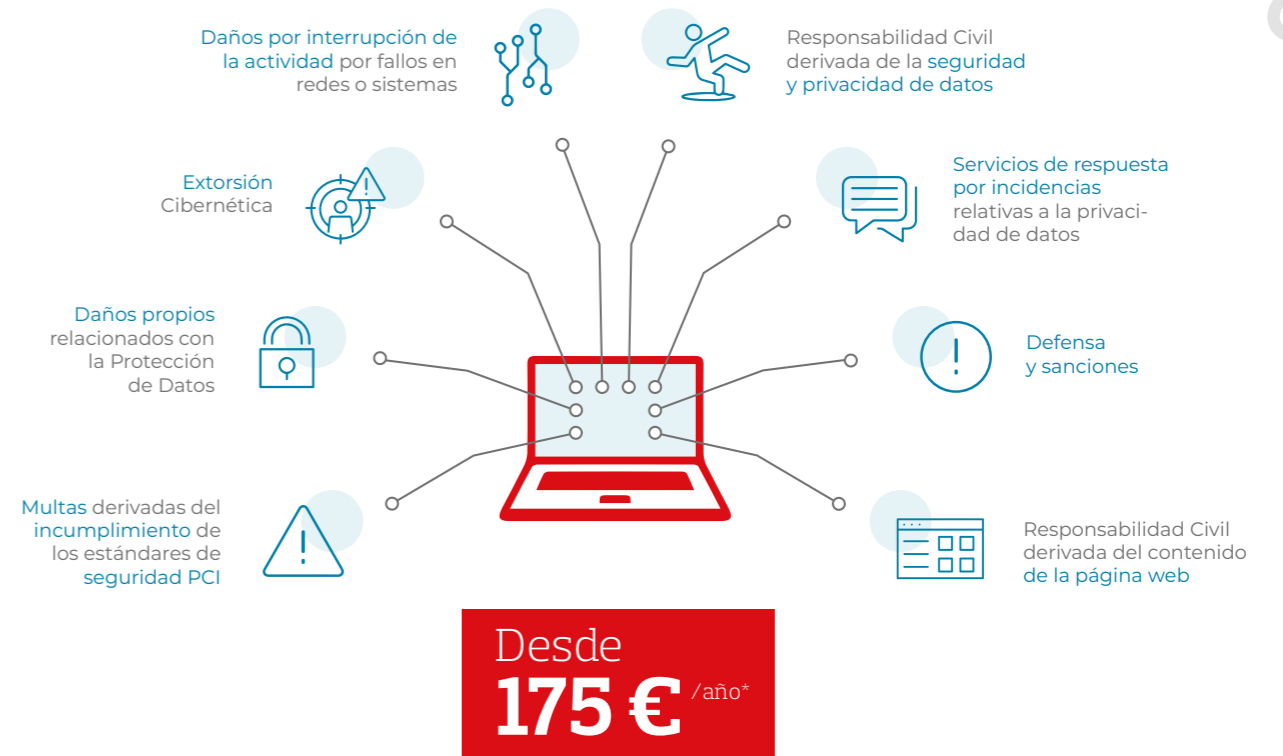 Daños por interrupción de
la actividad por fallos en
redes o sistemas
Responsabilidad Civil
derivada de la seguridad
y privacidad de datos
Extorsión
Cibernética
Servicios de respuesta
por incidencias
relativas a la privaci-
dad de datos
Daños propios
relacionados con
la Protección
de Datos
Defensa
y sanciones
Multas derivadas del
incumplimiento de
los estándares de
seguridad PCI
Responsabilidad Civil
derivada del contenido
de la página web
Desde
175 € /año*